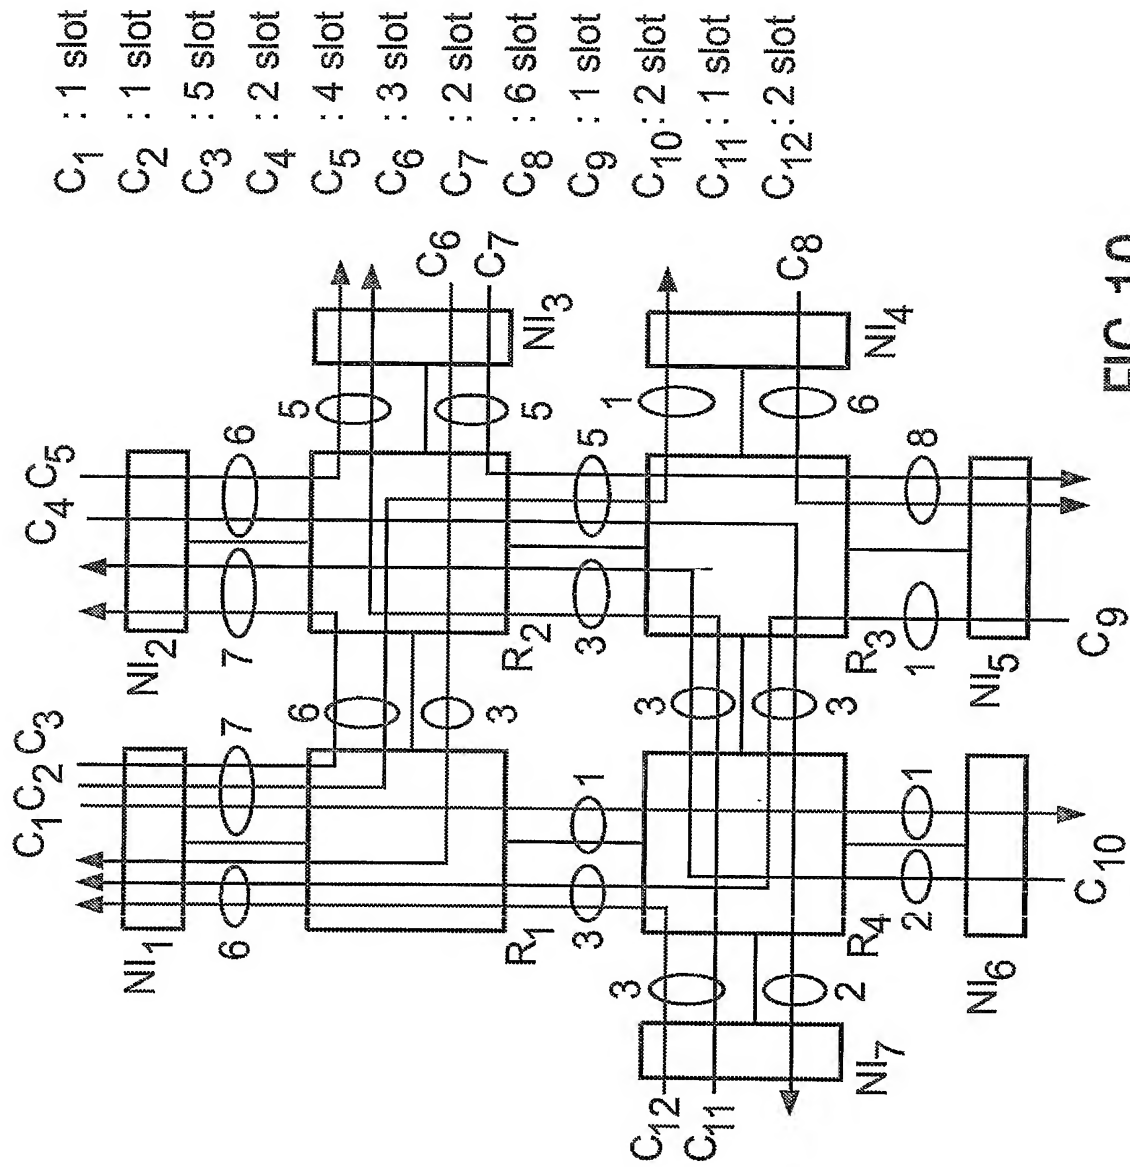 C1 : 1 slot
C2 : 1 slot
C3 : 5 slot
C4 : 2 slot
C5 : 4 slot
C6 : 3 slot
C7 : 2 slot
C8 : 6 slot
C9 : 1 slot
C10 : 2 slot
C11 : 1 slot
C12 : 2 slot
C1 C2 C3
C4 C5
NI1
NI2
6
7
7
6
6
3
5
5
C6
C7
NI3
R1
R2
3
1
3
5
1
6
C8
NI4
3
2
3
3
C12
C11
NI7
R4
R3
2
1
1
8
NI6
NI5
C10
C9